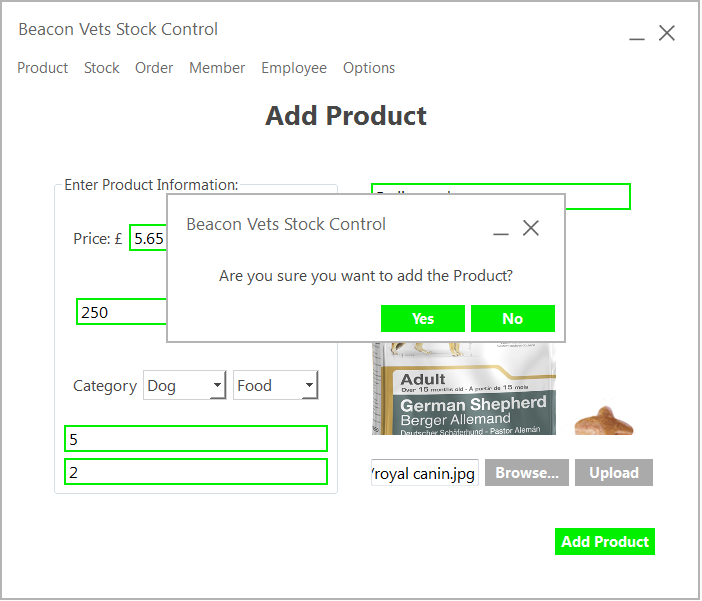 Beacon Vets Stock Control
Product Stock Order Member Employee Options
Add Product
Enter Product Information:
Beacon Vets Stock Control
Price: £ 5.65
Are you sure you want to add the Product?
250
Yes No
Category Dog Food
Adult
Over 15 months old - À partir de 15 mois
German Shepherd
Berger Allemand
Deutscher Schäferhund - Pastor Alemán
5
2
/royal canin.jpg Browse... Upload
Add Product